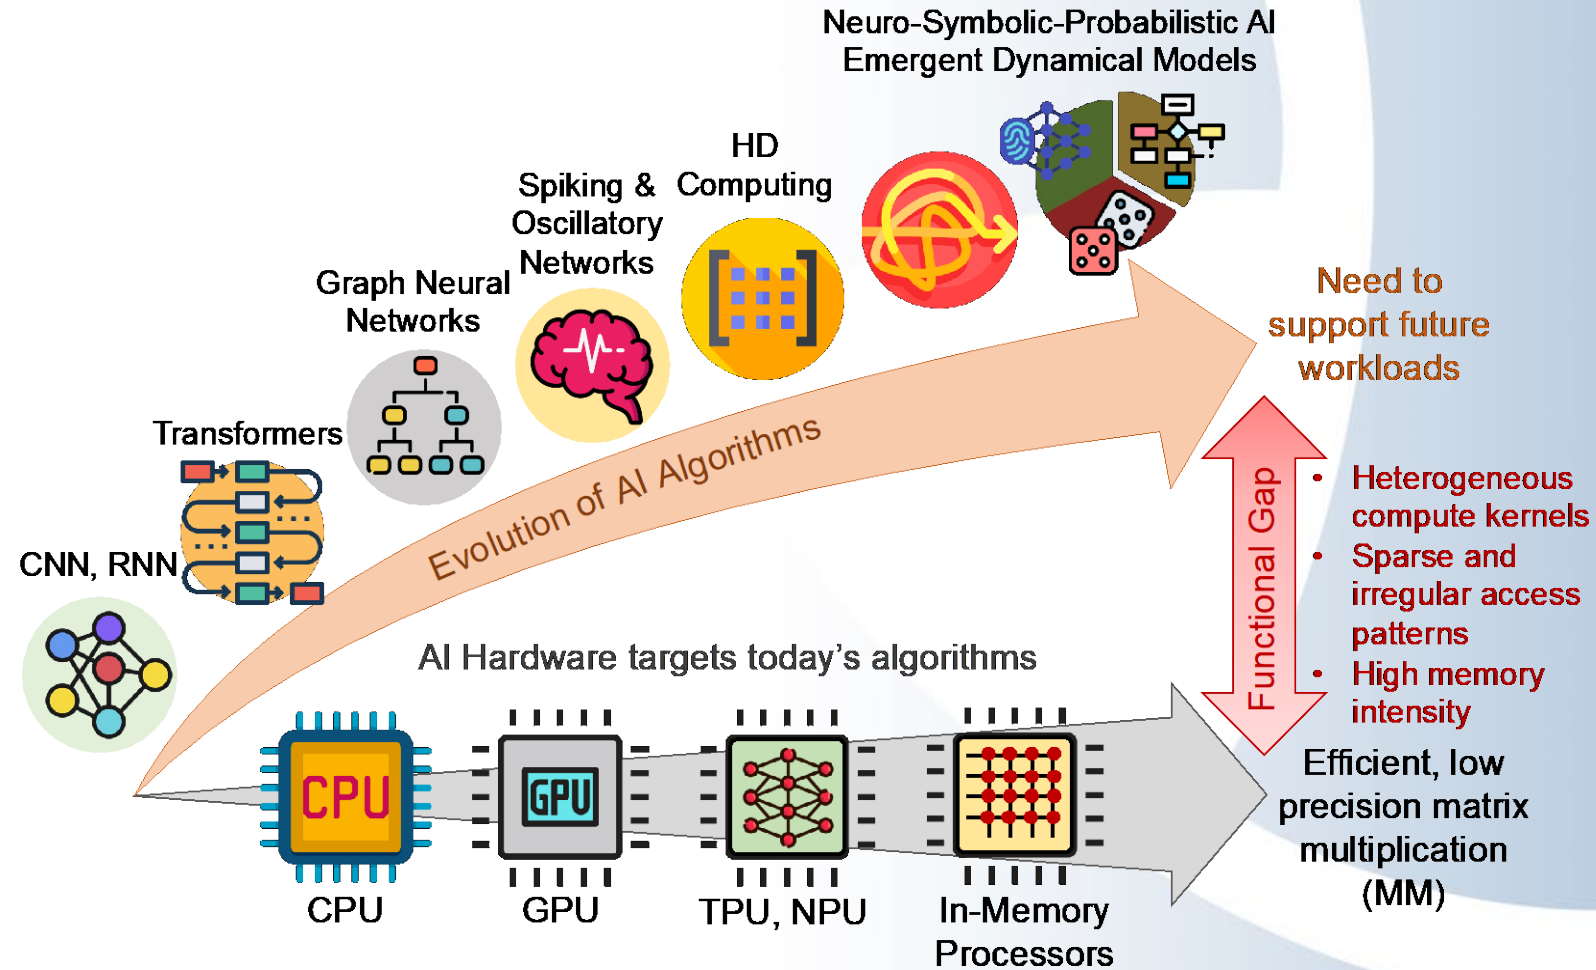 Neuro-Symbolic-Probabilistic AI
Emergent Dynamical Models
HD
Computing
Spiking &
Oscillatory
Networks
Graph Neural
Networks
Transformers
CNN, RNN
Evolution of AI Algorithms
Need to
support future
workloads
Functional Gap
• Heterogeneous
compute kernels
• Sparse and
irregular access
patterns
• High memory
intensity
AI Hardware targets today's algorithms
CPU
GPU
CPU
GPU
TPU, NPU
In-Memory
Processors
Efficient, low
precision matrix
multiplication
(MM)